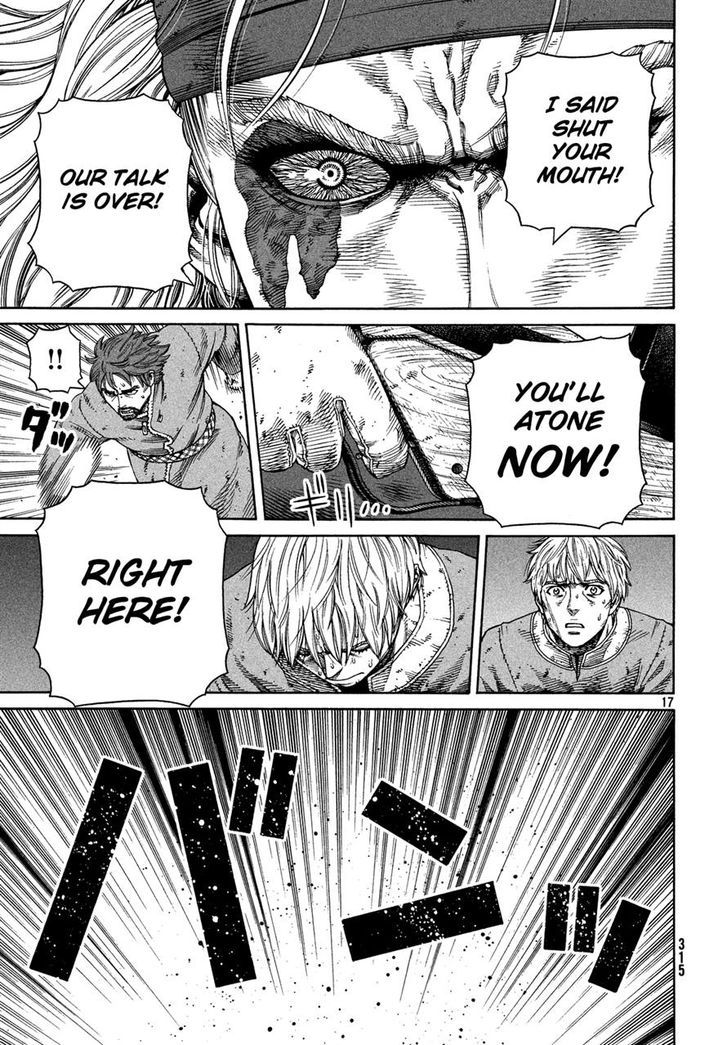 I SAID
SHUT
YOUR
MOUTH!
OUR TALK
IS OVER!
YOU'LL
ATONE
NOW!
ギリ...
!!
ダッ
RIGHT
HERE!
17
バンッ
315